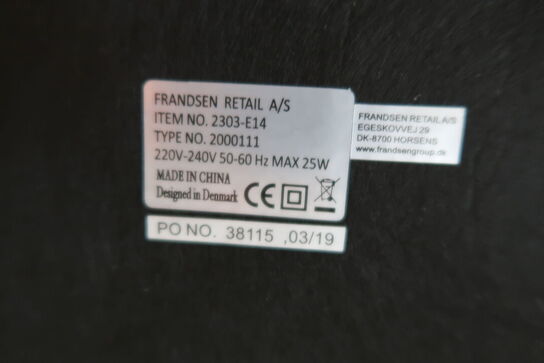 FRANDSEN RETAIL A/S
ITEM NO. 2303-E14
TYPE NO. 2000111
220V-240V 50-60 Hz MAX 25W
MADE IN CHINA
Designed in Denmark CE
PO NO. 38115 ,03/19
FRANDSEN RETAIL A/S
EGESKOVVEJ 29
DK-8700 HORSENS
www.frandsengroup.dk